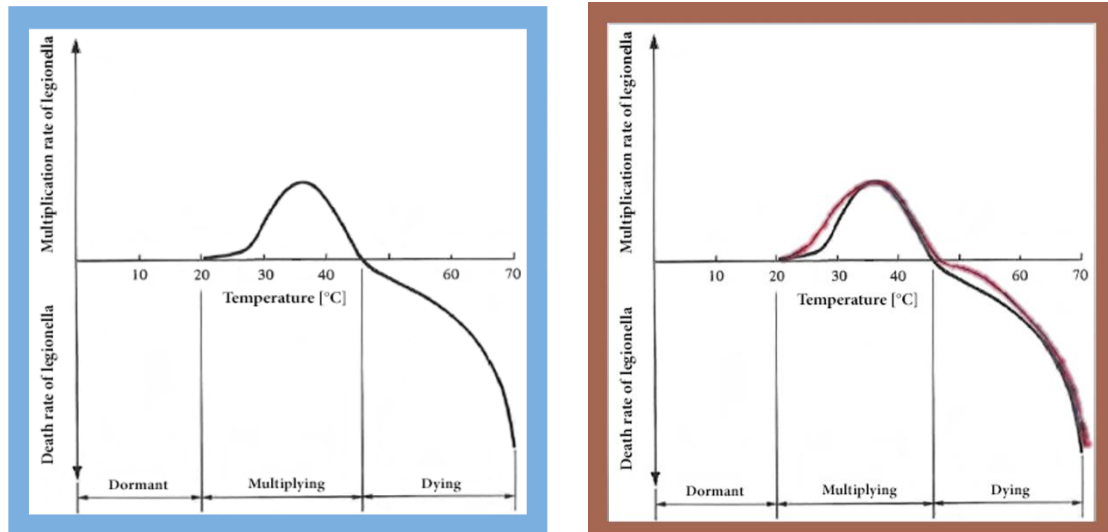 Multiplication rate of legionella
Death rate of legionella
10 20 30 40 60 70
Temperature [°C]
Dormant Multiplying Dying
Multiplication rate of legionella
Death rate of legionella
10 20 30 40 60 70
Temperature [°C]
Dormant Multiplying Dying